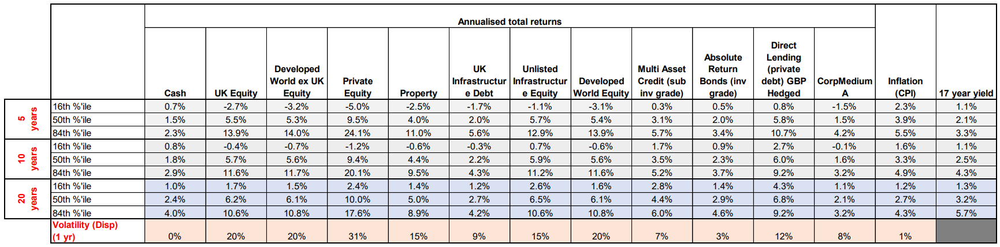 Annualised total returns
Cash UK Equity Developed World ex UK Equity Private Equity Property UK Infrastructur e Debt Unlisted Infrastructur e Equity Developed World Equity Multi Asset Credit (sub inv grade) Absolute Return Bonds (inv grade) Direct Lending (private debt) GBP Hedged CorpMedium A Inflation (CPI) 17 year yield
5 years
16th %'ile 0.7% -2.7% -3.2% -5.0% -2.5% -1.7% -1.1% -3.1% 0.3% 0.5% 0.8% -1.5% 2.3% 1.1%
50th %'ile 1.5% 5.5% 5.3% 9.5% 4.0% 2.0% 5.7% 5.4% 3.1% 2.0% 5.8% 1.5% 3.9% 2.1%
84th %'ile 2.3% 13.9% 14.0% 24.1% 11.0% 5.6% 12.9% 13.9% 5.7% 3.4% 10.7% 4.2% 5.5% 3.3%
10 years
16th %'ile 0.8% -0.4% -0.7% -1.2% -0.6% -0.3% 0.7% -0.6% 1.7% 0.9% 2.7% -0.1% 1.6% 1.1%
50th %'ile 1.8% 5.7% 5.6% 9.4% 4.4% 2.2% 5.9% 5.6% 3.5% 2.3% 6.0% 1.6% 3.3% 2.5%
84th %'ile 2.9% 11.6% 11.7% 20.1% 9.5% 4.3% 11.2% 11.6% 5.2% 3.7% 9.2% 3.2% 4.9% 4.3%
20 years
16th %'ile 1.0% 1.7% 1.5% 2.4% 1.4% 1.2% 2.6% 1.6% 2.8% 1.4% 4.3% 1.1% 1.2% 1.3%
50th %'ile 2.4% 6.2% 6.1% 10.0% 5.0% 2.7% 6.5% 6.1% 4.4% 2.9% 6.8% 2.1% 2.7% 3.2%
84th %'ile 4.0% 10.6% 10.8% 17.6% 8.9% 4.2% 10.6% 10.8% 6.0% 4.6% 9.2% 3.2% 4.3% 5.7%
Volatility (Disp)
(1 yr) 0% 20% 20% 31% 15% 9% 15% 20% 7% 3% 12% 8% 1%